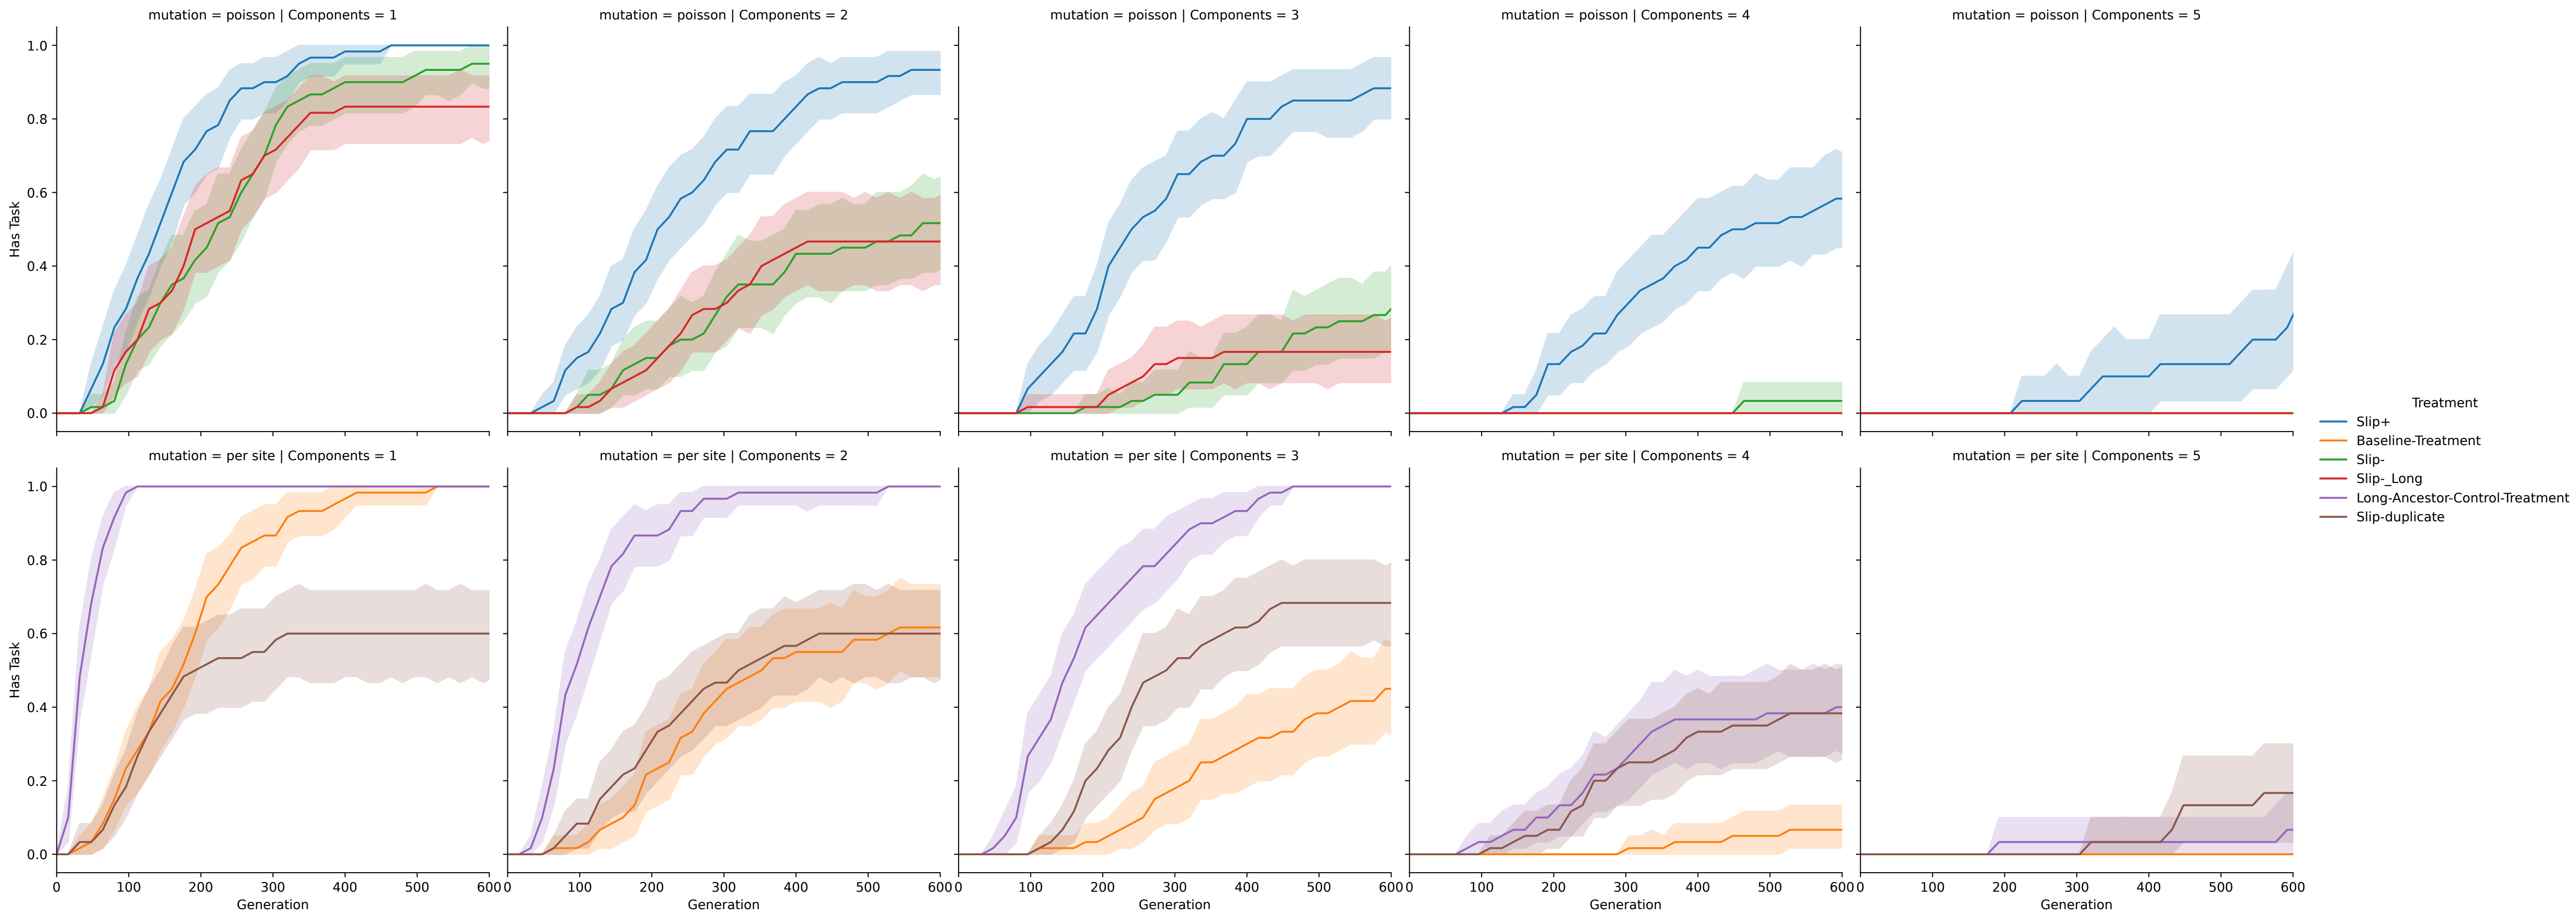 mutation = poisson | Components = 1
mutation = poisson | Components = 2
mutation = poisson | Components = 3
mutation = poisson | Components = 4
mutation = poisson | Components = 5
1.0
0.8
0.6
0.4
0.2
0.0
Has Task
mutation = per site | Components = 1
mutation = per site | Components = 2
mutation = per site | Components = 3
mutation = per site | Components = 4
mutation = per site | Components = 5
1.0
0.8
0.6
0.4
0.2
0.0
Has Task
0 100 200 300 400 500 600
0 100 200 300 400 500 600
0 100 200 300 400 500 600
0 100 200 300 400 500 600
0 100 200 300 400 500 600
Generation
Generation
Generation
Generation
Generation
Treatment
Slip+
Baseline-Treatment
Slip-
Slip-_Long
Long-Ancestor-Control-Treatment
Slip-duplicate